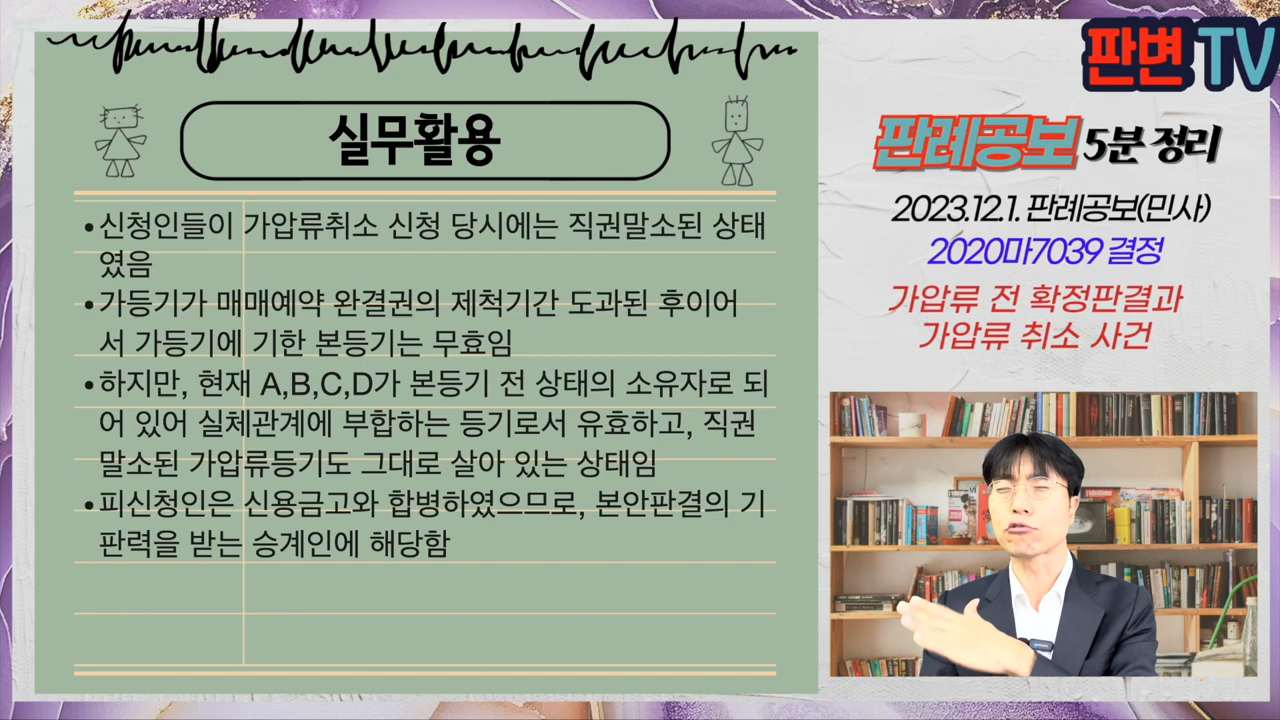 판변 TV
실무활용
•신청인들이 가압류취소 신청 당시에는 직권말소된 상태
였음
•가등기가 매매예약 완결권의 제척기간 도과된 후이어
서 가등기에 기한 본등기는 무효임
•하지만, 현재 A,B,C,D가 본등기 전 상태의 소유자로 되
어 있어 실체관계에 부합하는 등기로서 유효하고, 직권
말소된 가압류등기도 그대로 살아 있는 상태임
•피신청인은 신용금고와 합병하였으므로, 본안판결의 기
판력을 받는 승계인에 해당함
판례공보 5분 정리
2023.12.1. 판례공보(민사)
2020마7039 결정
가압류 전 확정판결과
가압류 취소 사건